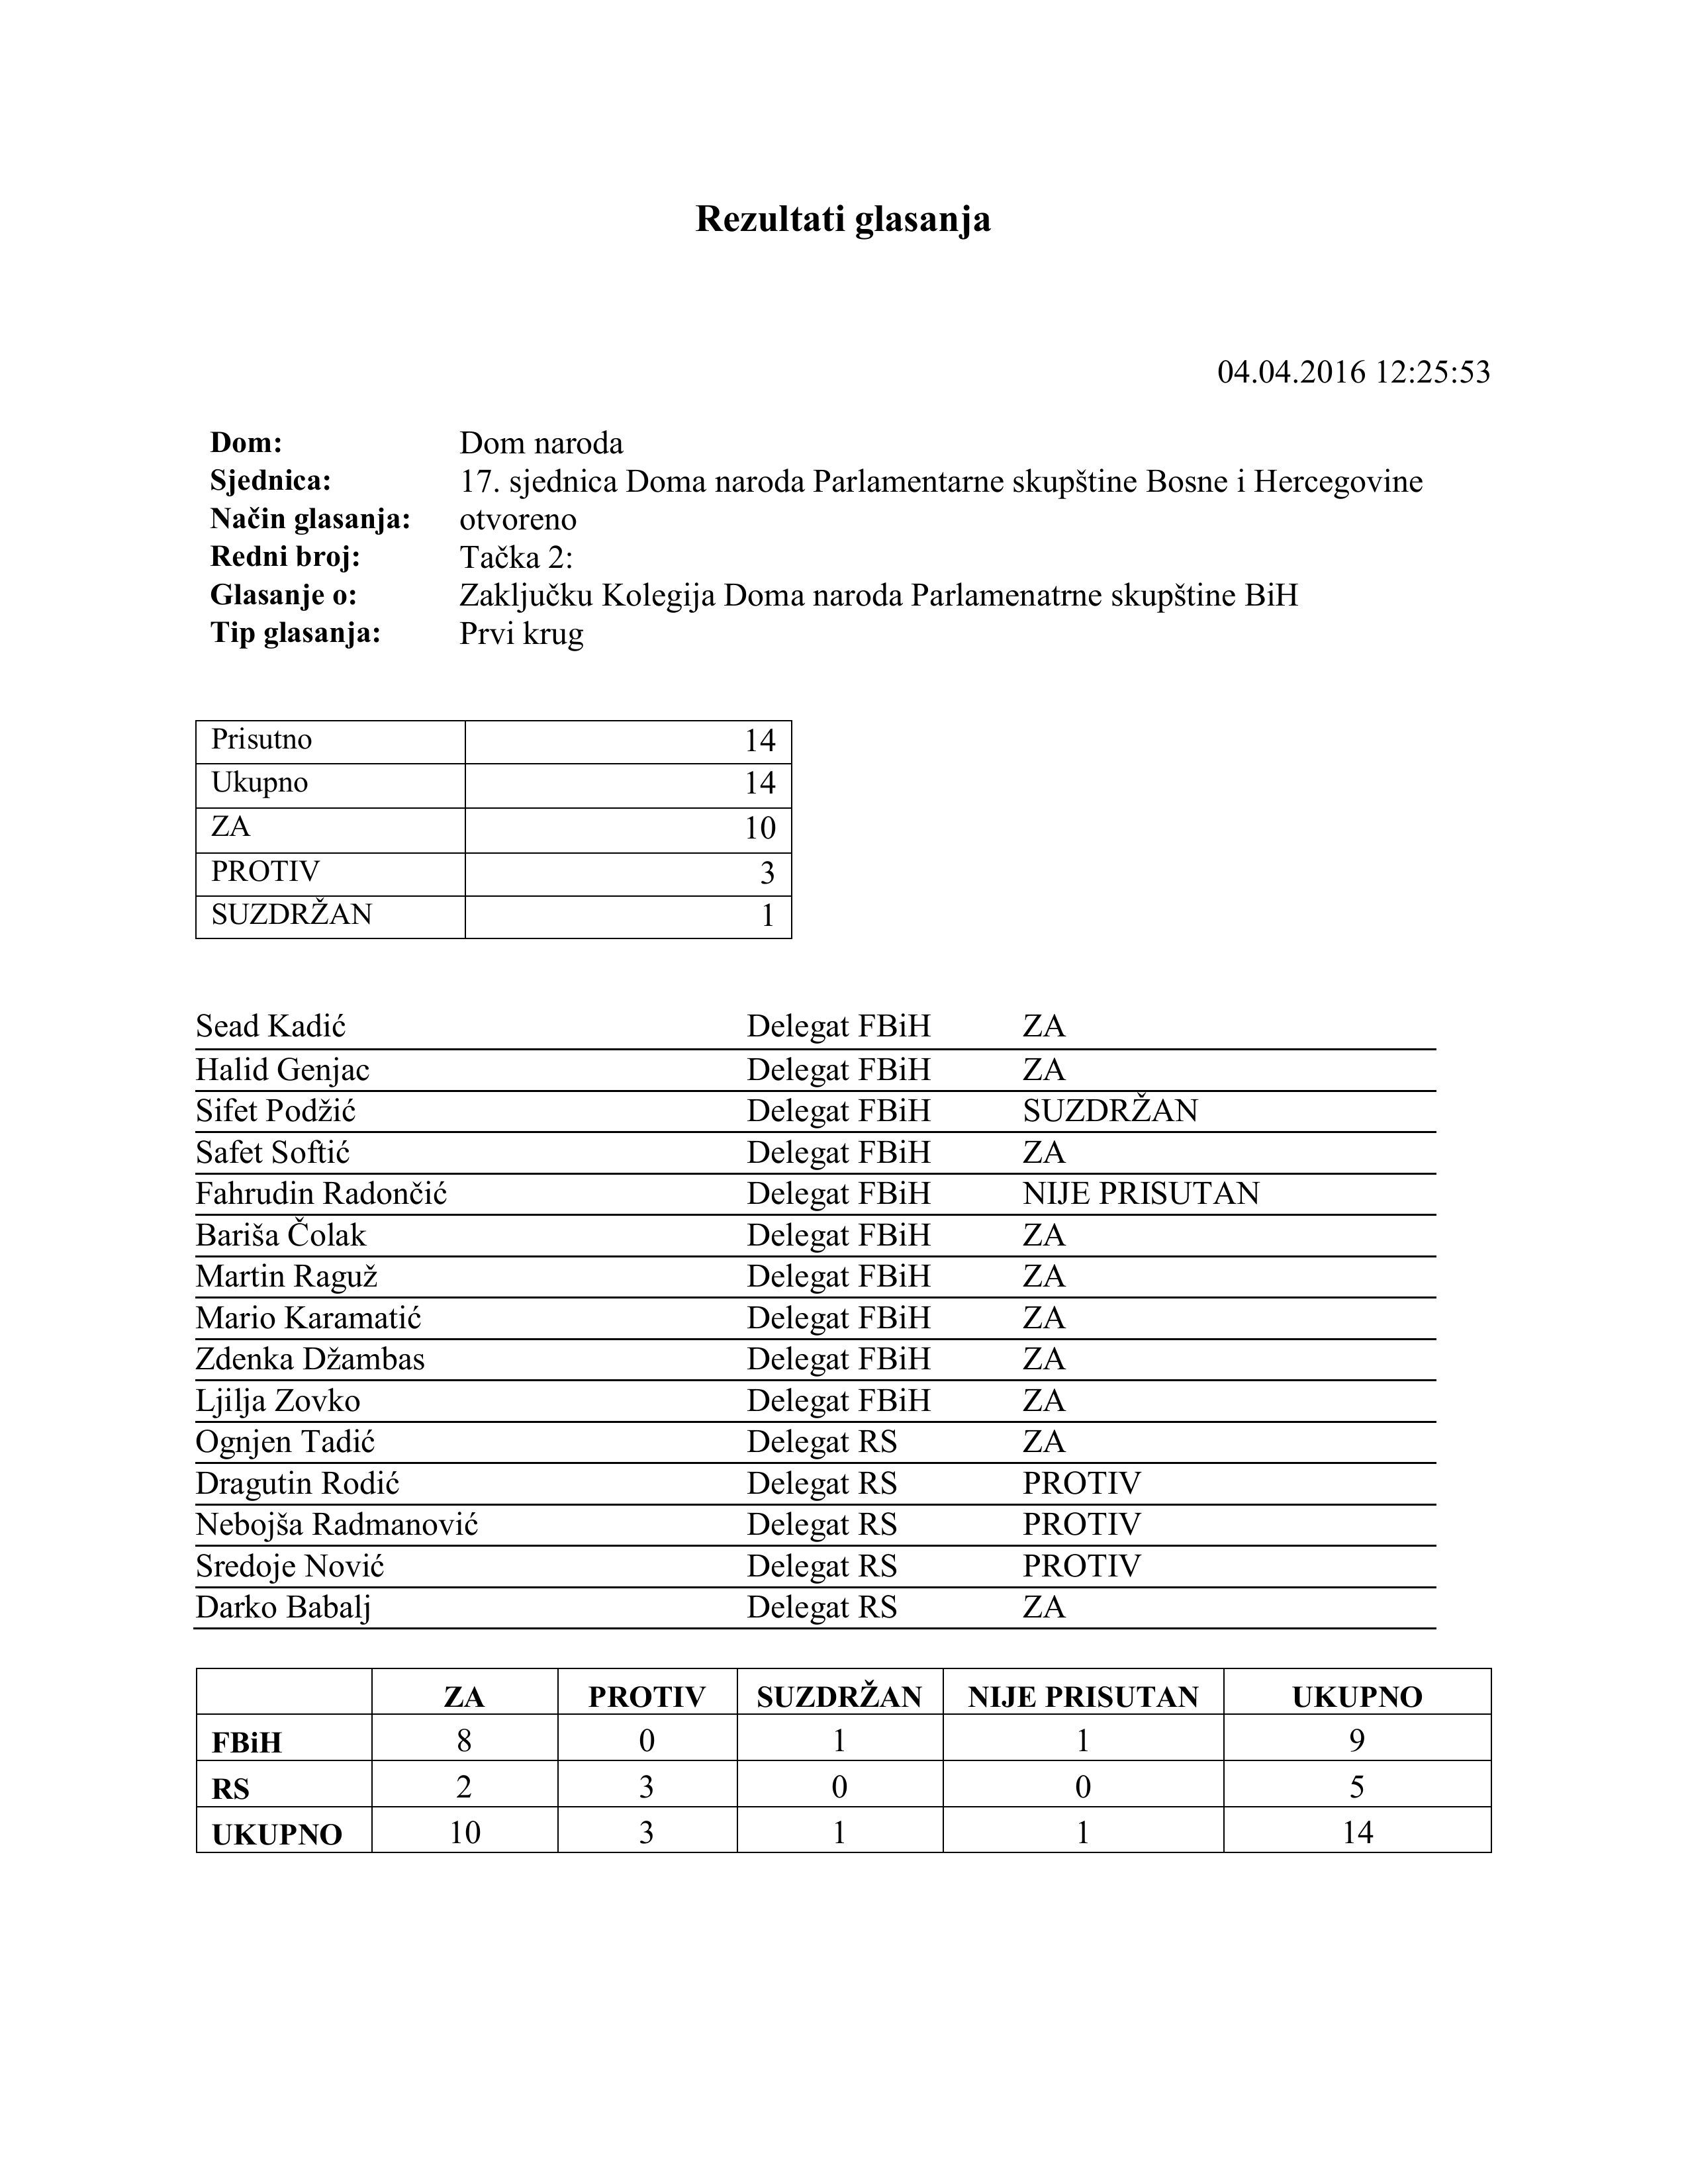 Rezultati glasanja
04.04.2016 12:25:53
Dom: Dom naroda
Sjednica: 17. sjednica Doma naroda Parlamentarne skupštine Bosne i Hercegovine
Način glasanja: otvoreno
Redni broj: Tačka 2:
Glasanje o: Zaključku Kolegija Doma naroda Parlamenatrne skupštine BiH
Tip glasanja: Prvi krug
Prisutno 14
Ukupno 14
ZA 10
PROTIV 3
SUZDRŽAN 1
Sead Kadić Delegat FBiH ZA
Halid Genjac Delegat FBiH ZA
Sifet Podžić Delegat FBiH SUZDRŽAN
Safet Softić Delegat FBiH ZA
Fahrudin Radončić Delegat FBiH NIJE PRISUTAN
Bariša Čolak Delegat FBiH ZA
Martin Raguž Delegat FBiH ZA
Mario Karamatić Delegat FBiH ZA
Zdenka Džambas Delegat FBiH ZA
Ljilja Zovko Delegat FBiH ZA
Ognjen Tadić Delegat RS ZA
Dragutin Rodić Delegat RS PROTIV
Nebojša Radmanović Delegat RS PROTIV
Sredoje Nović Delegat RS PROTIV
Darko Babalj Delegat RS ZA
ZA PROTIV SUZDRŽAN NIJE PRISUTAN UKUPNO
FBiH 8 0 1 1 9
RS 2 3 0 0 5
UKUPNO 10 3 1 1 14